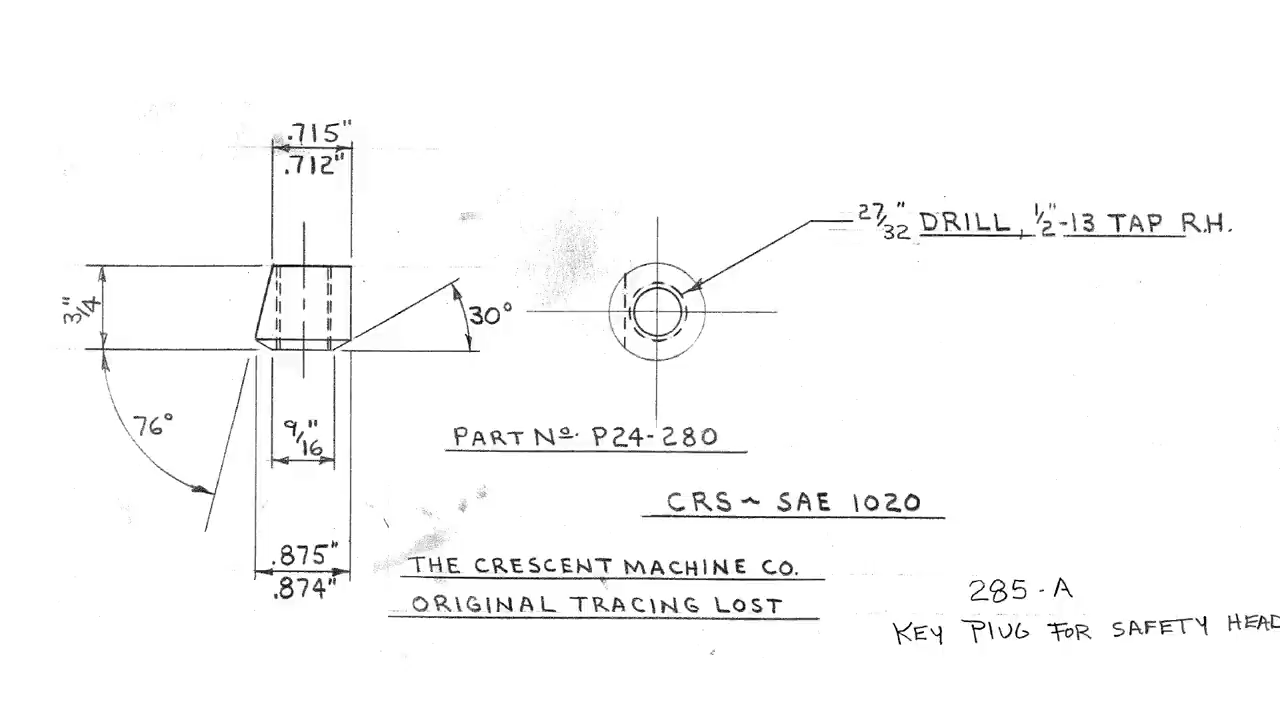 .715"
.712"
27/32" DRILL, 1/2"-13 TAP R.H.
3/4"
30°
76°
9/16"
PART Nº P24-280
CRS ~ SAE 1020
.875"
.874"
THE CRESCENT MACHINE CO.
ORIGINAL TRACING LOST
285-A
KEY PLUG FOR SAFETY HEAD